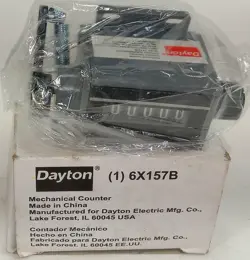 Dayton
Dayton (1) 6X157B
Mechanical Counter
Made in China
Manufactured for Dayton Electric Mfg. Co.,
Lake Forest, IL 60045 USA
Contador Mecánico
Hecho en China
Fabricado para Dayton Electric Mfg. Co.,
Lake Forest, IL 60045 EE.UU.